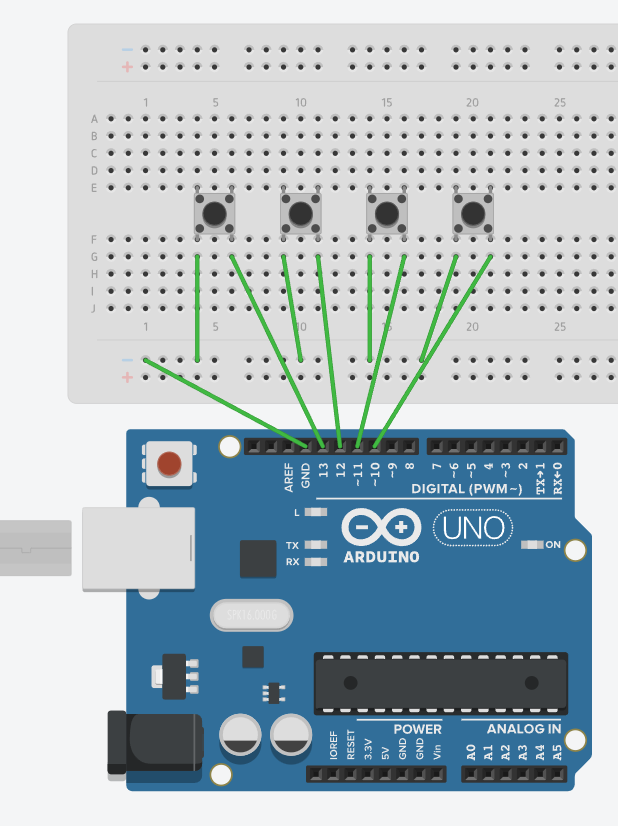 −
+
1 5 10 15 20 25
A
B
C
D
E
F
G
H
I
J
1 5 10 15 20 25
−
+
AREF
GND
13
12
~11
~10
~9
8
7
~6
~5
4
~3
2
TX→1
RX←0
DIGITAL (PWM~)
L
TX
RX
UNO
ARDUINO
ON
SPK16.000G
POWER
ANALOG IN
IOREF
RESET
3.3V
5V
GND
GND
Vin
A0
A1
A2
A3
A4
A5